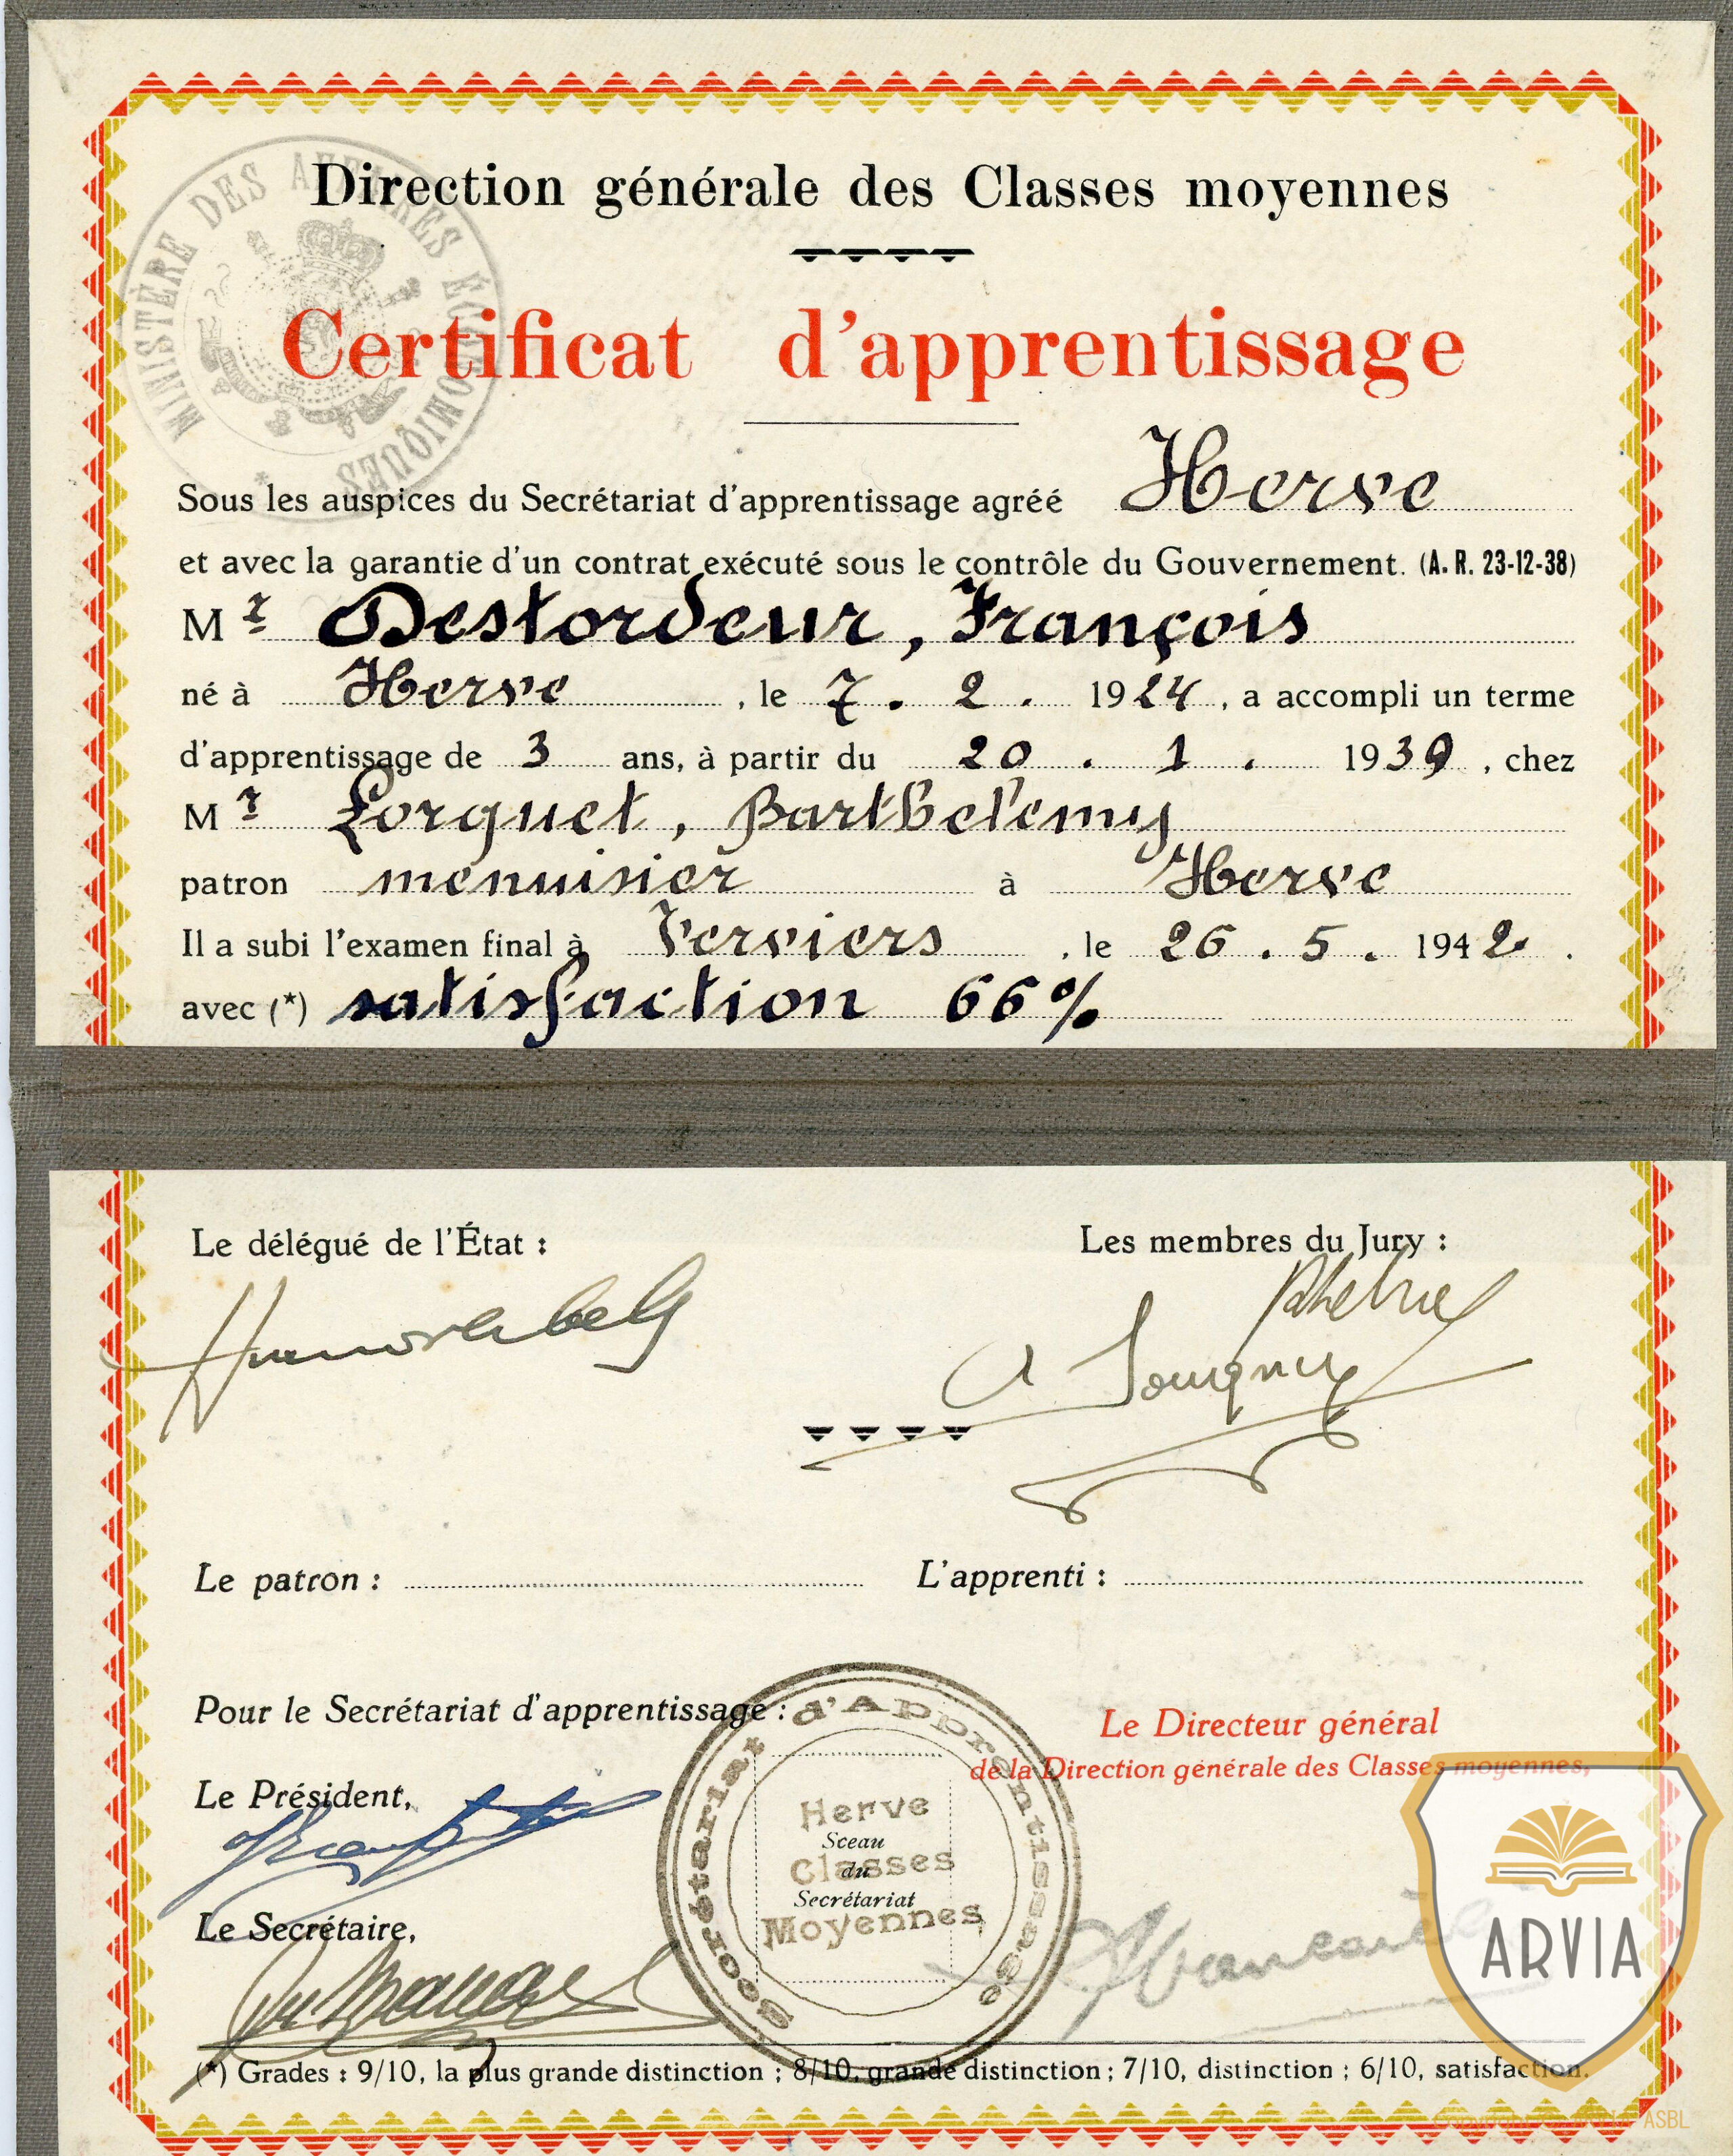 MINISTÈRE DES AFFAIRES ÉCONOMIQUES
Direction générale des Classes moyennes
Certificat d'apprentissage
Sous les auspices du Secrétariat d'apprentissage agréé Herve
et avec la garantie d'un contrat exécuté sous le contrôle du Gouvernement. (A. R. 23-12-38)
Mr Destordeur, François
né à Herve, le 7. 2. 1924, a accompli un terme
d'apprentissage de 3 ans, à partir du 20. 1. 1939, chez
Mr Lorquet, Barthelemy
patron menuisier à Herve
Il a subi l'examen final à Verviers, le 26. 5. 1942.
avec (*) satisfaction 66%
Le délégué de l'État :
Les membres du Jury :
Le patron :
L'apprenti :
Pour le Secrétariat d'apprentissage :
Le Président,
Le Secrétaire,
Secrétariat d'Apprentissage
Herve
Classes
Moyennes
Sceau
du
Secrétariat
Le Directeur général
de la Direction générale des Classes moyennes,
ARVIA
(*) Grades : 9/10, la plus grande distinction ; 8/10, grande distinction ; 7/10, distinction ; 6/10, satisfaction.
ASBL